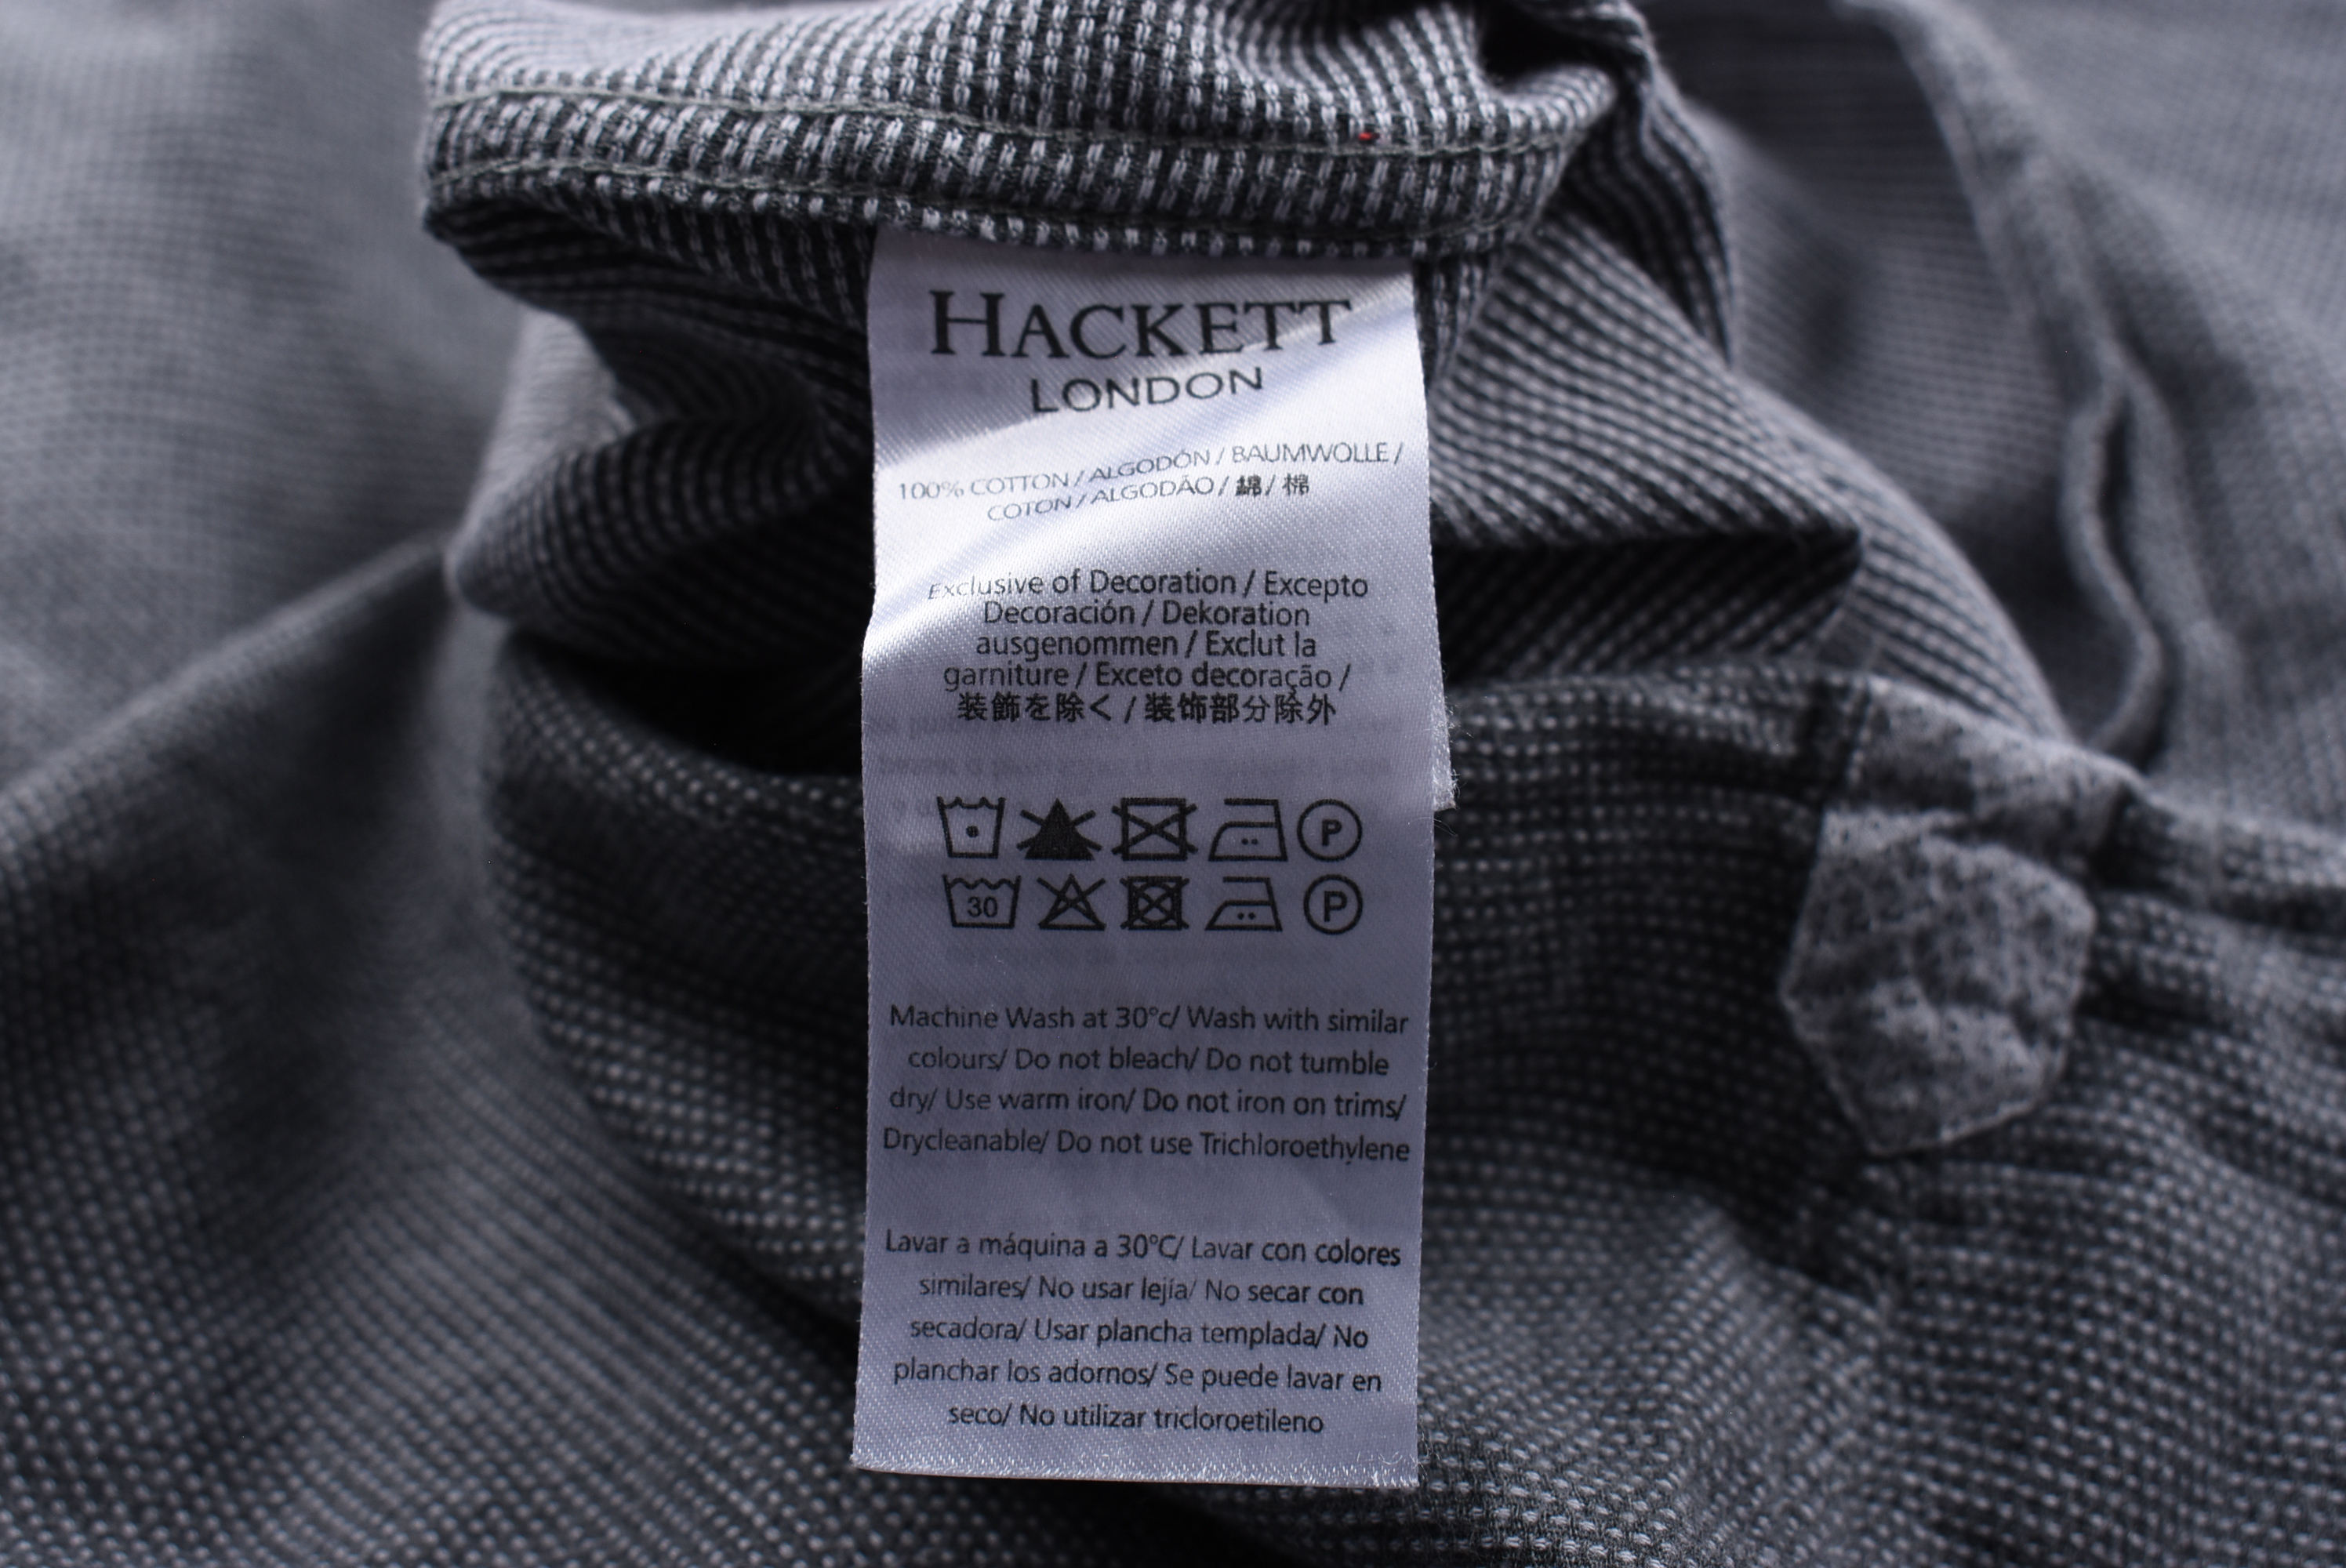 HACKETT
LONDON
100% COTTON / ALGODÓN / BAUMWOLLE /
COTON / ALGODÃO / 綿 / 棉
Exclusive of Decoration / Excepto
Decoración / Dekoration
ausgenommen / Exclut la
garniture / Exceto decoração /
装飾を除く / 装饰部分除外
P
30 P
Machine Wash at 30°c/ Wash with similar
colours/ Do not bleach/ Do not tumble
dry/ Use warm iron/ Do not iron on trims/
Drycleanable/ Do not use Trichloroethylene
Lavar a máquina a 30°C/ Lavar con colores
similares/ No usar lejía/ No secar con
secadora/ Usar plancha templada/ No
planchar los adornos/ Se puede lavar en
seco/ No utilizar tricloroetileno